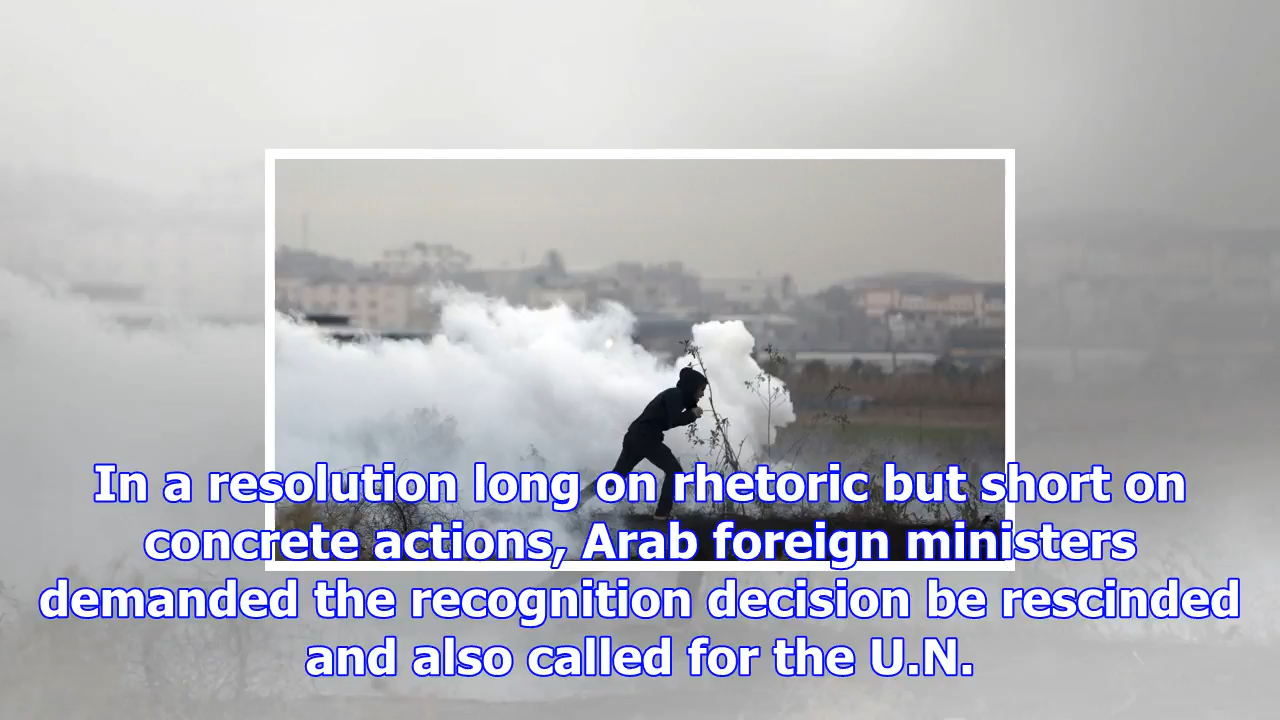 In a resolution long on rhetoric but short on
concrete actions, Arab foreign ministers
demanded the recognition decision be rescinded
and also called for the U.N.